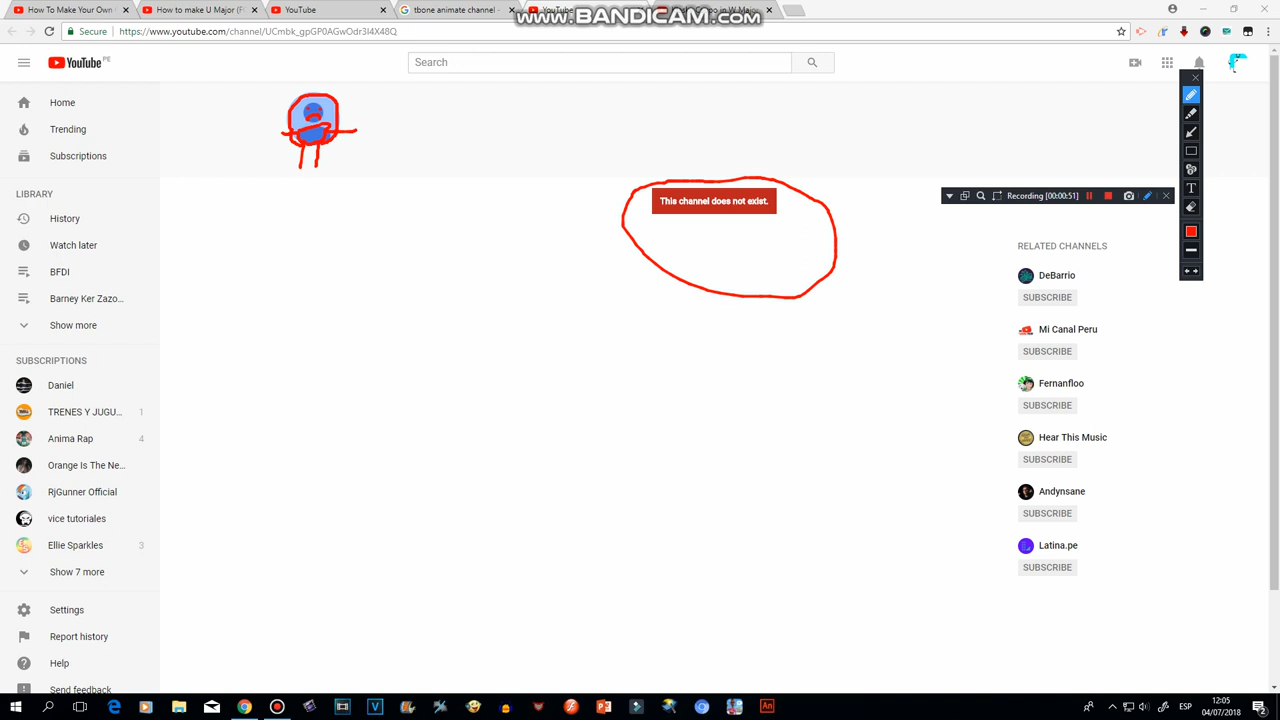 How To Make Your Own
How to make U Major (F
YouTube
tbone animate channel -
www.BANDICAM.com
Secure
https://www.youtube.com/channel/UCmbk_gpGP0AGwOdr3I4X48Q
YouTube PE
Search
Home
Trending
Subscriptions
LIBRARY
History
Watch later
BFDI
Barney Ker Zazo...
Show more
SUBSCRIPTIONS
Daniel
TRENES Y JUGU... 1
Anima Rap 4
Orange Is The Ne...
RjGunner Official
vice tutoriales
Ellie Sparkles 3
Show 7 more
Settings
Report history
Help
Send feedback
This channel does not exist.
Recording [00:00:51]
RELATED CHANNELS
DeBarrio
SUBSCRIBE
Mi Canal Peru
SUBSCRIBE
Fernanfloo
SUBSCRIBE
Hear This Music
SUBSCRIBE
Andynsane
SUBSCRIBE
Latina.pe
SUBSCRIBE
ESP
12:05
04/07/2018